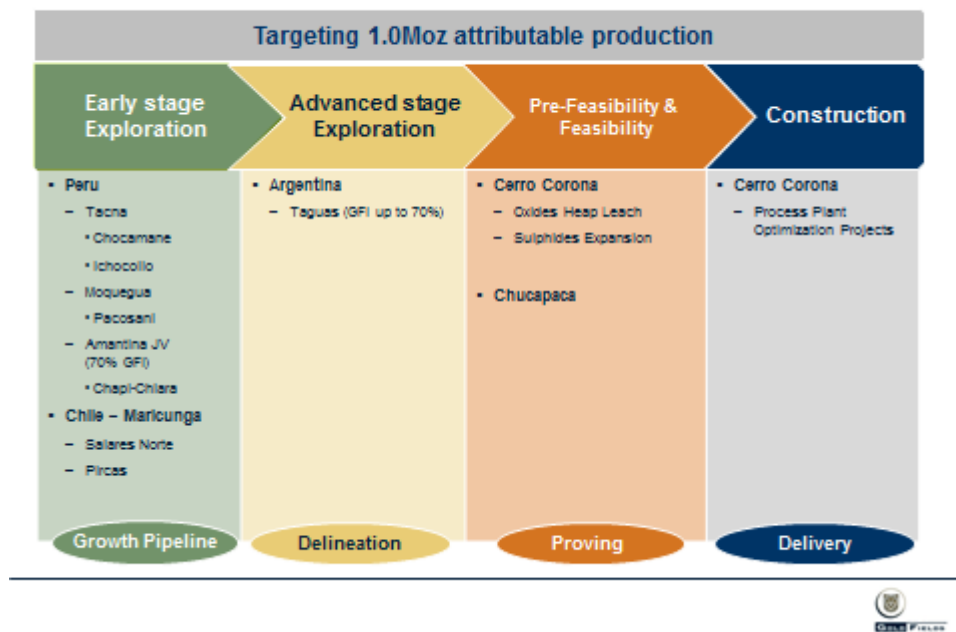 Targeting 1.0Moz attributable production
Early stage
Exploration
▪ Peru
– Tacna
▪ Chocamane
▪ Ichocollo
– Moquegua
▪ Pacosani
– Amantina JV
(70% GFI)
▪ Chapi-Chiara
▪ Chile – Maricunga
– Salares Norte
– Pircas
Growth Pipeline
Advanced stage
Exploration
▪ Argentina
– Taguas (GFI up to 70%)
Delineation
Pre-Feasibility &
Feasibility
▪ Cerro Corona
– Oxides Heap Leach
– Sulphides Expansion
▪ Chucapaca
Proving
Construction
▪ Cerro Corona
– Process Plant
Optimization Projects
Delivery
GOLD FIELDS